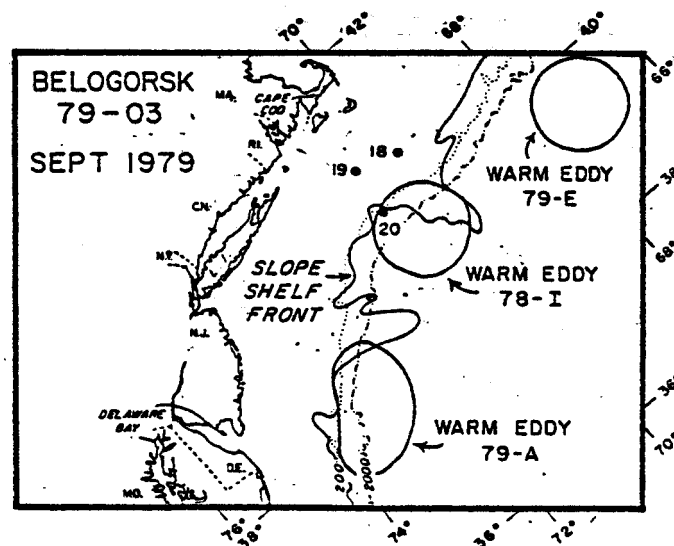 70° 42° 68° 40°
66°
BELOGORSK
79-03
SEPT 1979
MA.
CAPE
COD
R.I.
18
19
WARM EDDY
79-E
38°
C.N.
20
68°
N.Y.
SLOPE
SHELF
FRONT
WARM EDDY
78-I
N.J.
36°
DELAWARE
BAY
WARM EDDY
79-A
70°
D.E.
MD.
200
2000
76° 38° 74° 36° 72°